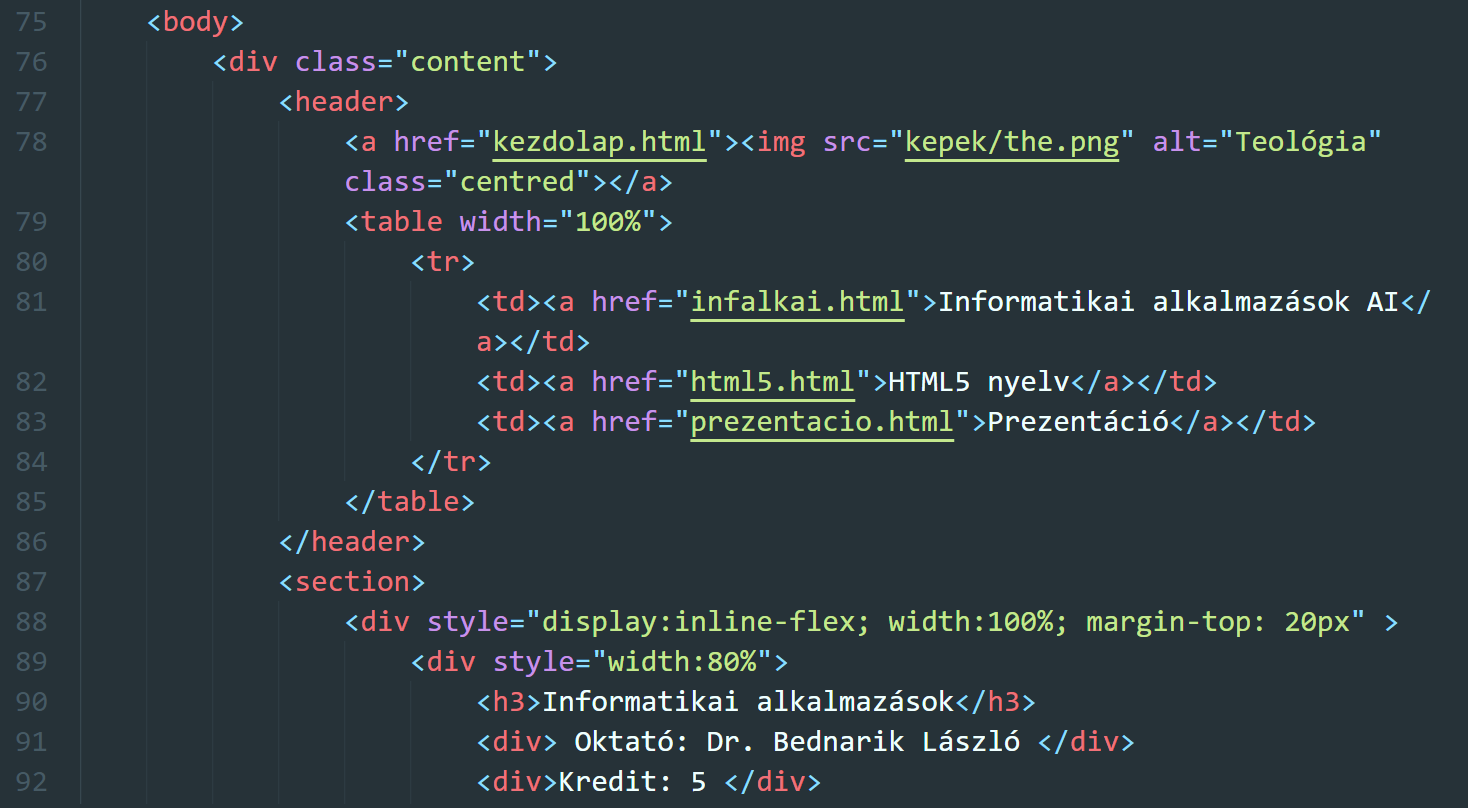 75 <body>
76 <div class="content">
77 <header>
78 <a href="kezdolap.html"><img src="kepek/the.png" alt="Teológia"
class="centred"></a>
79 <table width="100%">
80 <tr>
81 <td><a href="infalkai.html">Informatikai alkalmazások AI</
a></td>
82 <td><a href="html5.html">HTML5 nyelv</a></td>
83 <td><a href="prezentacio.html">Prezentáció</a></td>
84 </tr>
85 </table>
86 </header>
87 <section>
88 <div style="display:inline-flex; width:100%; margin-top: 20px" >
89 <div style="width:80%">
90 <h3>Informatikai alkalmazások</h3>
91 <div> Oktató: Dr. Bednarik László </div>
92 <div>Kredit: 5 </div>